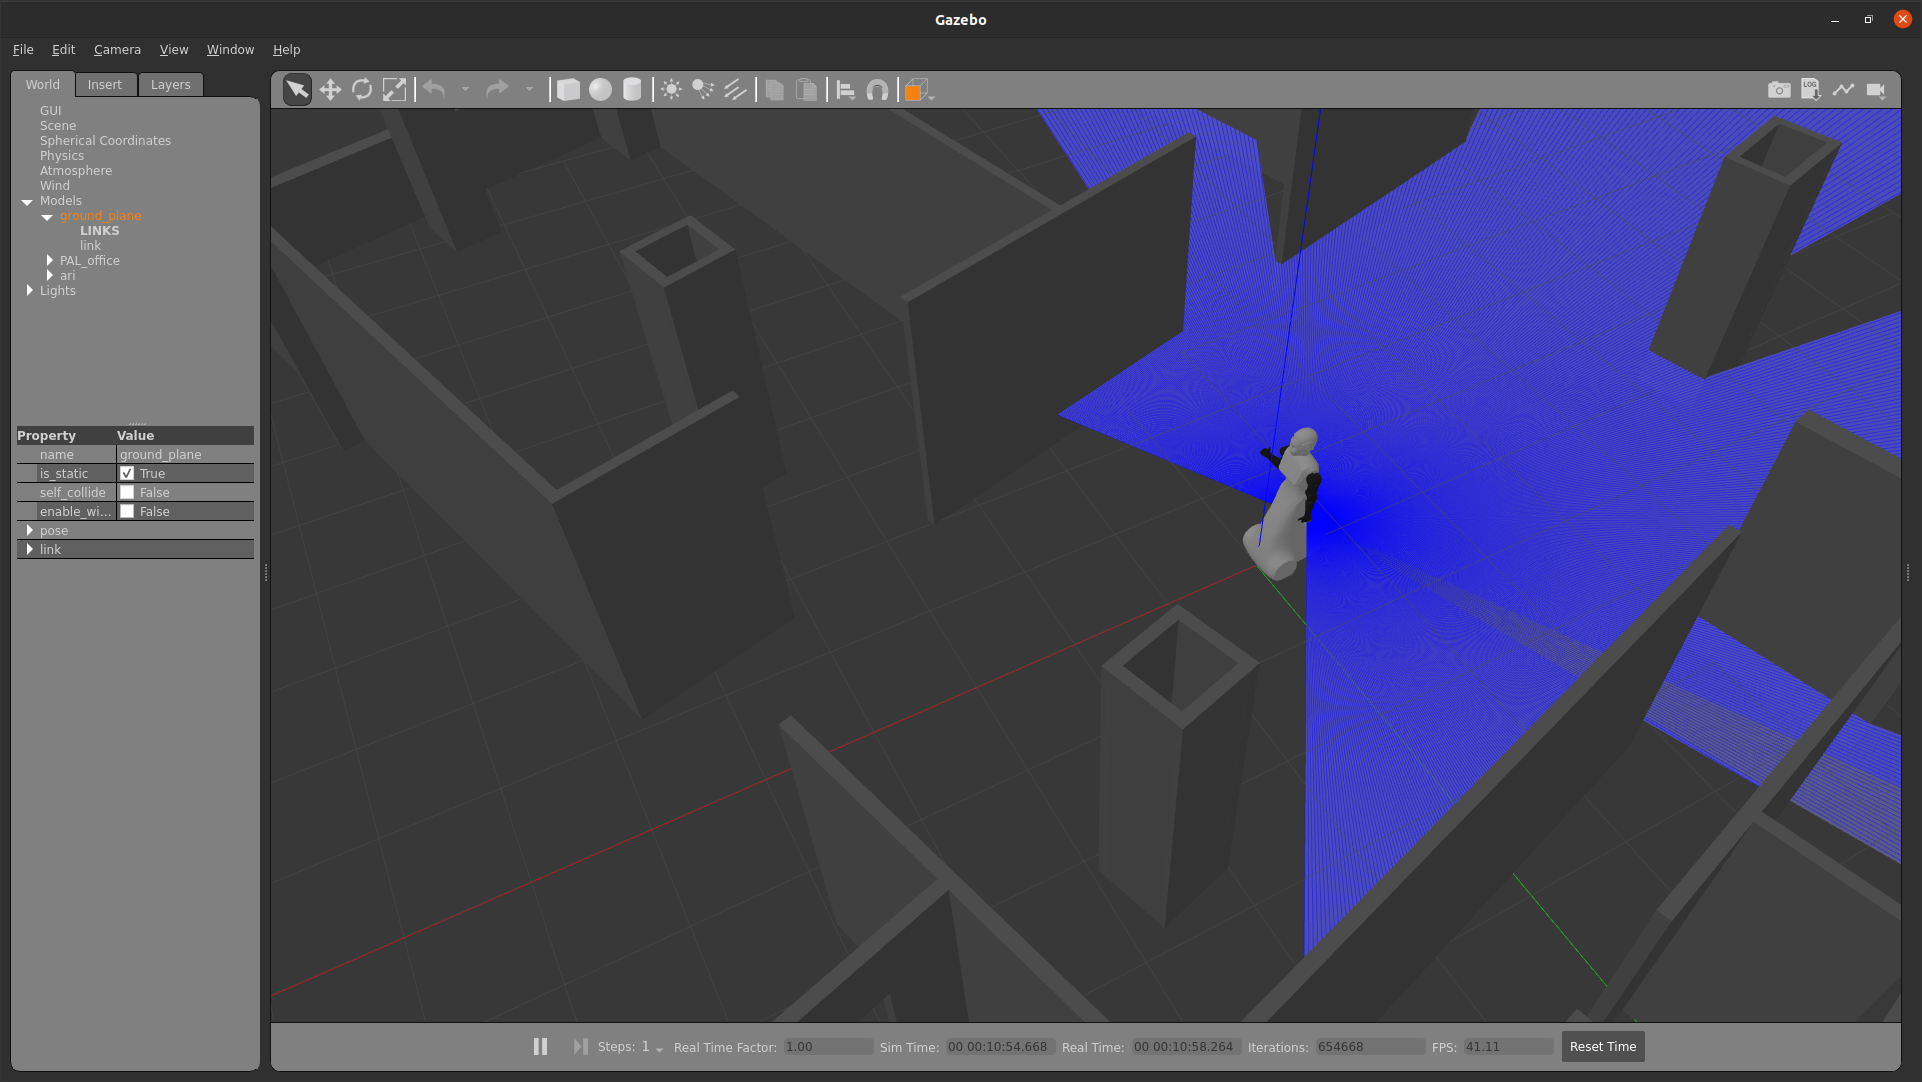 Gazebo
File Edit Camera View Window Help
World Insert Layers
LOG
GUI
Scene
Spherical Coordinates
Physics
Atmosphere
Wind
Models
ground_plane
LINKS
link
PAL_office
ari
Lights
Property Value
name ground_plane
is_static True
self_collide False
enable_wi... False
pose
link
Steps: 1 Real Time Factor: 1.00 Sim Time: 00 00:10:54.668 Real Time: 00 00:10:58.264 Iterations: 654668 FPS: 41.11 Reset Time